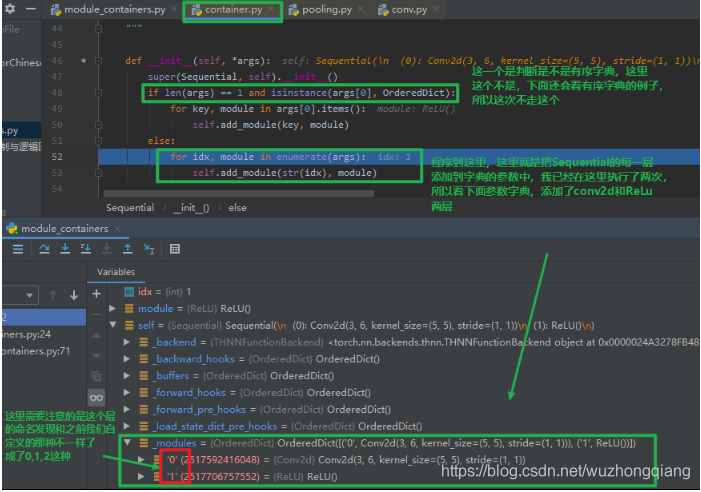 module_containers.py × container.py × pooling.py × conv.py ×
44 """
45
46 def __init__(self, *args): self: Sequential(\n (0): Conv2d(3, 6, kernel_size=(5, 5), stride=(1, 1))\n
47 super(Sequential, self).__init__()
48 if len(args) == 1 and isinstance(args[0], OrderedDict):
49 for key, module in args[0].items(): module: ReLU()
50 self.add_module(key, module)
51 else:
52 for idx, module in enumerate(args): idx: 1
53 self.add_module(str(idx), module)
54
这一个是判断是不是有序字典，这里
这个不是，下面还会看有序字典的例子，
所以这次不走这个
程序到这里，这里就是把Sequential的每一层
添加到字典的参数中，我已经在这里执行了两次，
所以看下面参数字典，添加了conv2d和ReLu
两层
nFile
orChines
s.py
制与逻辑回
Sequential › __init__() › else
module_containers ×
Variables
2
ainers.py:24
ontainers.py:71
idx = {int} 1
module = {ReLU} ReLU()
self = {Sequential} Sequential(\n (0): Conv2d(3, 6, kernel_size=(5, 5), stride=(1, 1))\n (1): ReLU()\n)
_backend = {THNNFunctionBackend} <torch.nn.backends.thnn.THNNFunctionBackend object at 0x0000024A3278FB48
_backward_hooks = {OrderedDict} OrderedDict()
_buffers = {OrderedDict} OrderedDict()
_forward_hooks = {OrderedDict} OrderedDict()
_forward_pre_hooks = {OrderedDict} OrderedDict()
_load_state_dict_pre_hooks = {OrderedDict} OrderedDict()
_modules = {OrderedDict} OrderedDict([('0', Conv2d(3, 6, kernel_size=(5, 5), stride=(1, 1))), ('1', ReLU())])
'0' (2517592416048) = {Conv2d} Conv2d(3, 6, kernel_size=(5, 5), stride=(1, 1))
'1' (2517706757552) = {ReLU} ReLU()
这里需要注意的是这个层
的命名发现和之前我们自
定义的那种不一样了
成了0,1,2这种
https://blog.csdn.net/wuzhongqiang